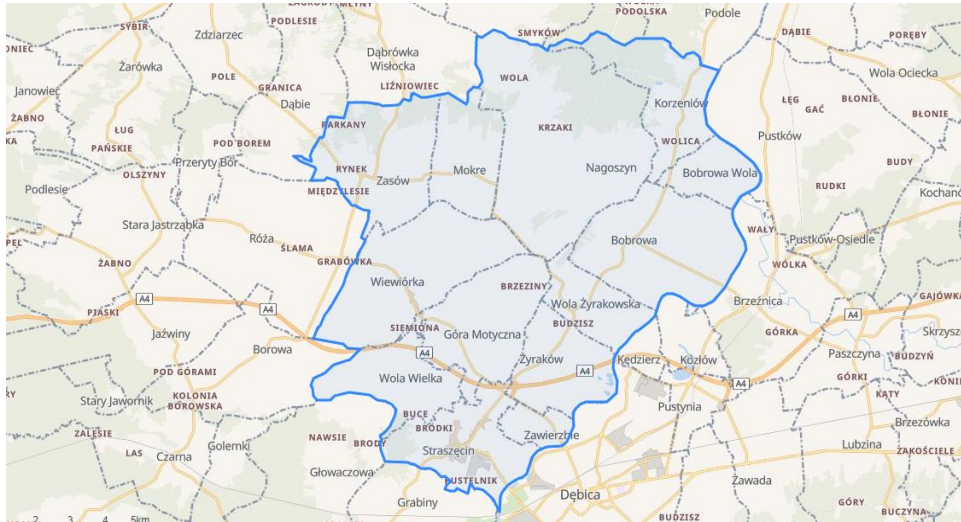 SMYKÓW
PODOLSKA
Podole
PODLESIE
SYBIR
Zdziarzec
DĄBIE
PORĘBY
Dąbrówka
Wisłocka
Żarówka
POLE
WOLA
Wola Ociecka
Janowiec
GRANICA
LIŹNIOWIEC
Dąbie
Korzeniów
ŁĘG
GAĆ
BŁONIE
ŻABNO
ŁUG
PAŃSKIE
PARKANY
KRZAKI
BŁONIE
POD BOREM
WOLICA
Pustków
Przeryty Bór
RYNEK
Mokre
Nagoszyn
BUDY
OLSZYNY
Zasów
Bobrowa Wola
Podlesie
MIĘDZYLESIE
RUDKI
Kochanó
Stara Jastrząbka
WAŁY
Róża
ŚLAMA
Bobrowa
Pustków-Osiedle
PEL
ŻABNO
GRABÓWKA
WÓLKA
Wiewiórka
BRZEZINY
A4
A4
Wola Żyrakowska
Brzeźnica
GAJÓWKA
PIASKI
A4
Jaźwiny
SIEMIONA
Góra Motyczna
BUDZISZ
GÓRKA
Skrzysz
Borowa
A4
Żyraków
Kędzierz
Kozłów
Paszczyna
BUDZYŃ
POD GÓRAMI
Wola Wielka
A4
A4
GÓRKI
KONI
Stary Jawornik
KOLONIA
BOROWSKA
Pustynia
KĄTY
BUCE
BRÓDKI
Zawierzbie
Brzezówka
ZALESIE
Golemki
NAWSIE
BRODY
Straszęcin
Lubzina
ZAKOŚCIELE
LAS
Czarna
Głowaczowa
PUSTELNIK
Zawada
Grabiny
Dębica
GÓRY
2
3
4
5km
BUDZISZ
BUCZYNA